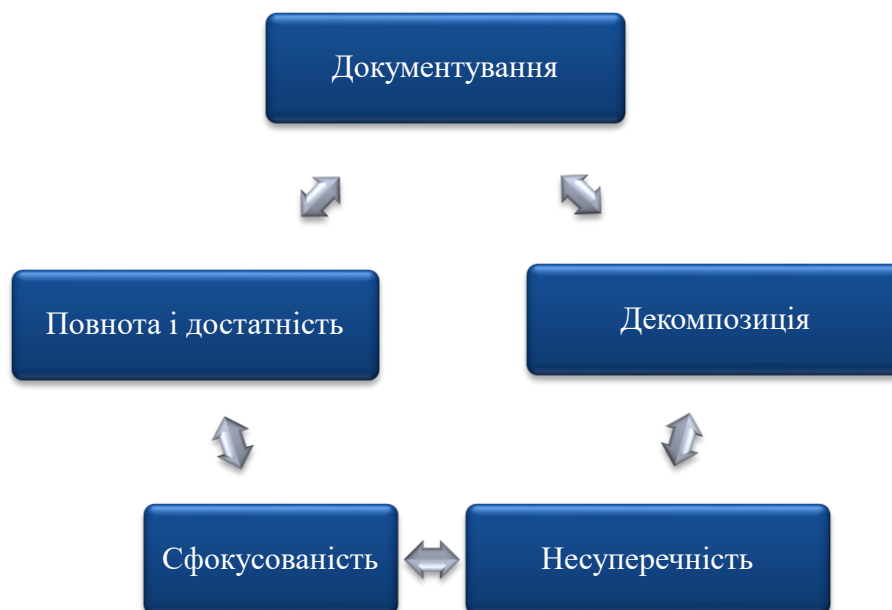 Документування
Повнота і достатність
Декомпозиція
Сфокусованість
Несуперечність